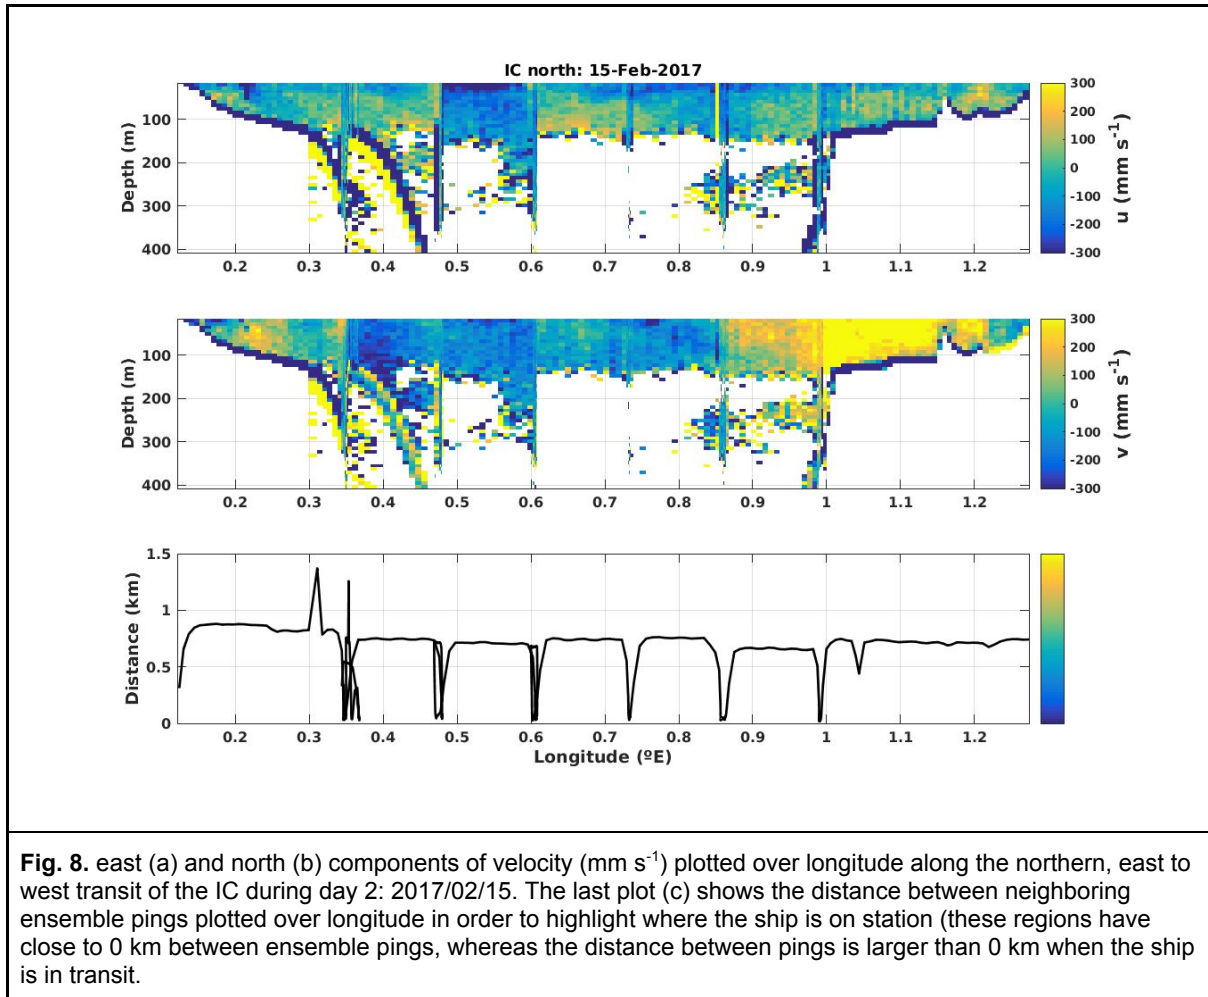 IC north: 15-Feb-2017
100
200
300
400
Depth (m)
0.2 0.3 0.4 0.5 0.6 0.7 0.8 0.9 1 1.1 1.2
300
200
100
0
-100
-200
-300
u (mm s-1)
100
200
300
400
Depth (m)
0.2 0.3 0.4 0.5 0.6 0.7 0.8 0.9 1 1.1 1.2
300
200
100
0
-100
-200
-300
v (mm s-1)
1.5
1
0.5
0
Distance (km)
0.2 0.3 0.4 0.5 0.6 0.7 0.8 0.9 1 1.1 1.2
Longitude (ºE)
Fig. 8. east (a) and north (b) components of velocity (mm s-1) plotted over longitude along the northern, east to
west transit of the IC during day 2: 2017/02/15. The last plot (c) shows the distance between neighboring
ensemble pings plotted over longitude in order to highlight where the ship is on station (these regions have
close to 0 km between ensemble pings, whereas the distance between pings is larger than 0 km when the ship
is in transit.